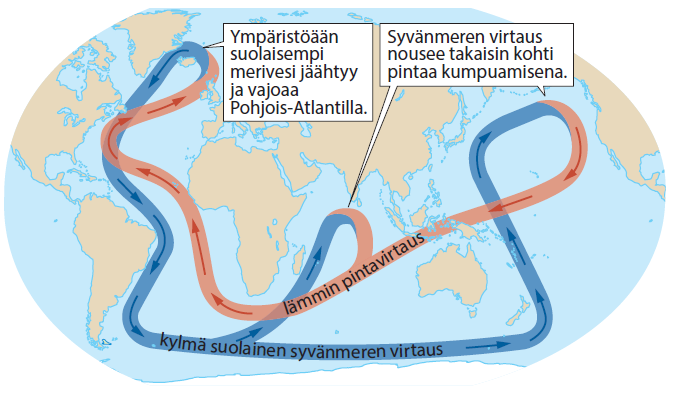 Ympäristöään
suolaisempi
merivesi jäähtyy
ja vajoaa
Pohjois-Atlantilla.
Syvänmeren virtaus
nousee takaisin kohti
pintaa kumpuamisena.
lämmin pintavirtaus
kylmä suolainen syvänmeren virtaus